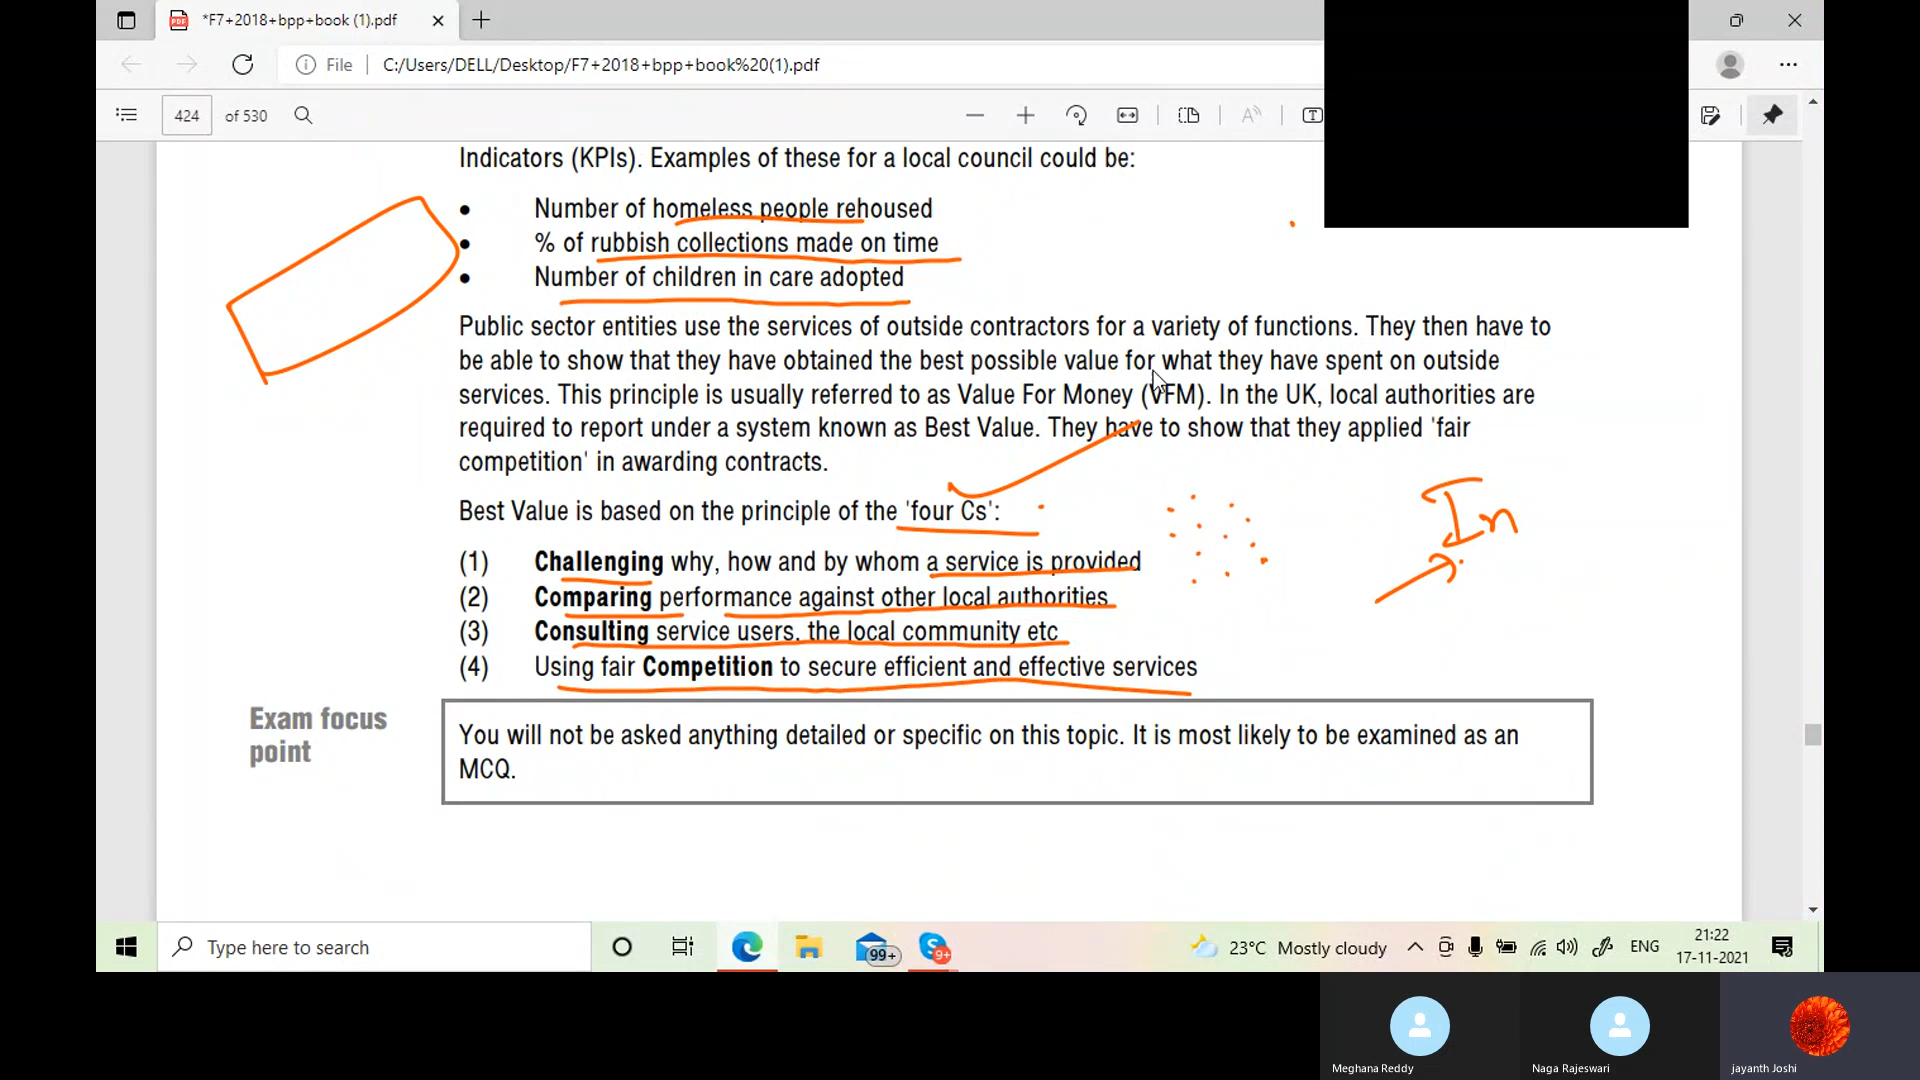 *F7+2018+bpp+book (1).pdf
File
C:/Users/DELL/Desktop/F7+2018+bpp+book%20(1).pdf
424 of 530
Indicators (KPIs). Examples of these for a local council could be:
• Number of homeless people rehoused
• % of rubbish collections made on time
• Number of children in care adopted
Public sector entities use the services of outside contractors for a variety of functions. They then have to
be able to show that they have obtained the best possible value for what they have spent on outside
services. This principle is usually referred to as Value For Money (VFM). In the UK, local authorities are
required to report under a system known as Best Value. They have to show that they applied 'fair
competition' in awarding contracts.
Best Value is based on the principle of the 'four Cs':
In
(1) Challenging why, how and by whom a service is provided
(2) Comparing performance against other local authorities
(3) Consulting service users, the local community etc
(4) Using fair Competition to secure efficient and effective services
Exam focus
point
You will not be asked anything detailed or specific on this topic. It is most likely to be examined as an
MCQ.
Type here to search
99+
9+
23°C Mostly cloudy
ENG
21:22
17-11-2021
Meghana Reddy
Naga Rajeswari
jayanth Joshi